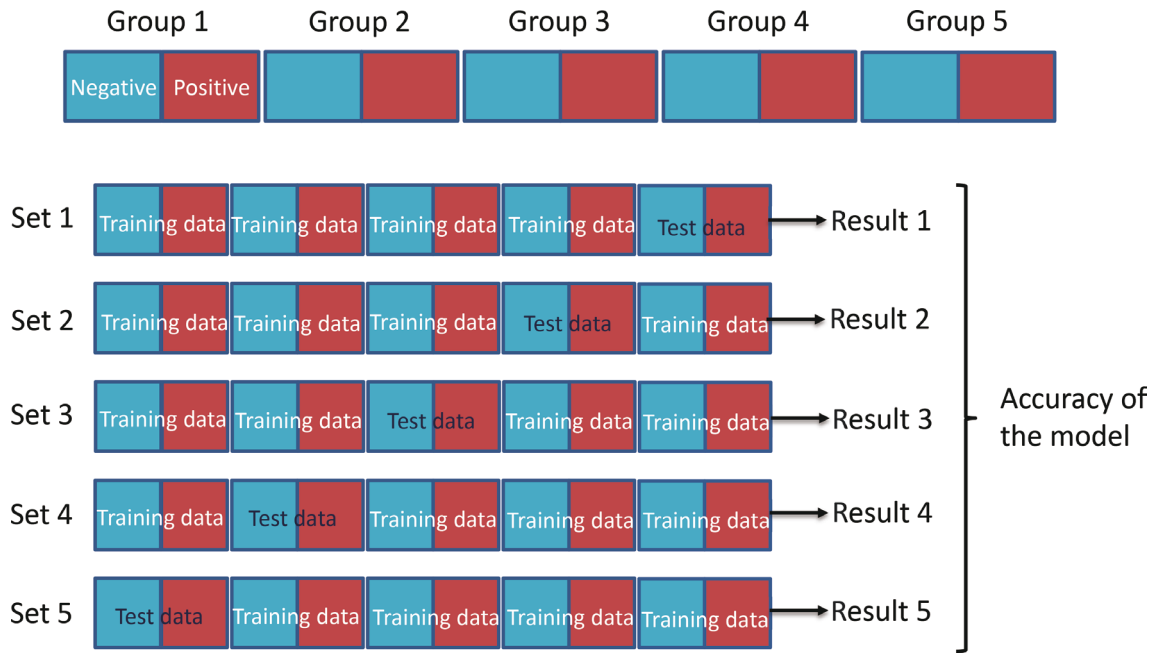 Group 1 Group 2 Group 3 Group 4 Group 5
Negative Positive
Set 1 Training data Training data Training data Training data Test data Result 1
Set 2 Training data Training data Training data Test data Training data Result 2
Set 3 Training data Training data Test data Training data Training data Result 3
Accuracy of
the model
Set 4 Training data Test data Training data Training data Training data Result 4
Set 5 Test data Training data Training data Training data Training data Result 5